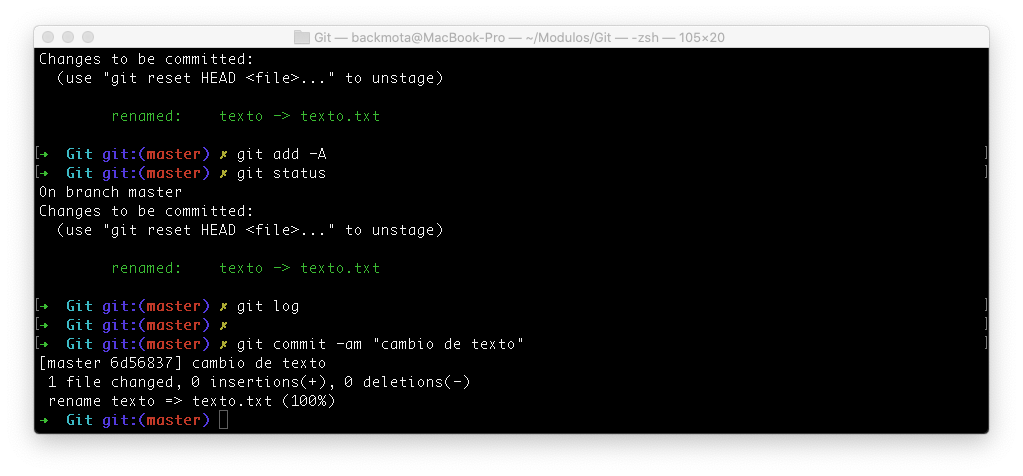 Git — backmota@MacBook-Pro — ~/Modulos/Git — -zsh — 105×20
Changes to be committed:
  (use "git reset HEAD <file>..." to unstage)
        renamed:    texto -> texto.txt
[➜  Git git:(master) ✗ git add -A ]
[➜  Git git:(master) ✗ git status ]
On branch master
Changes to be committed:
  (use "git reset HEAD <file>..." to unstage)
        renamed:    texto -> texto.txt
[➜  Git git:(master) ✗ git log ]
[➜  Git git:(master) ✗ ]
[➜  Git git:(master) ✗ git commit -am "cambio de texto" ]
[master 6d56837] cambio de texto
 1 file changed, 0 insertions(+), 0 deletions(-)
 rename texto => texto.txt (100%)
➜  Git git:(master)